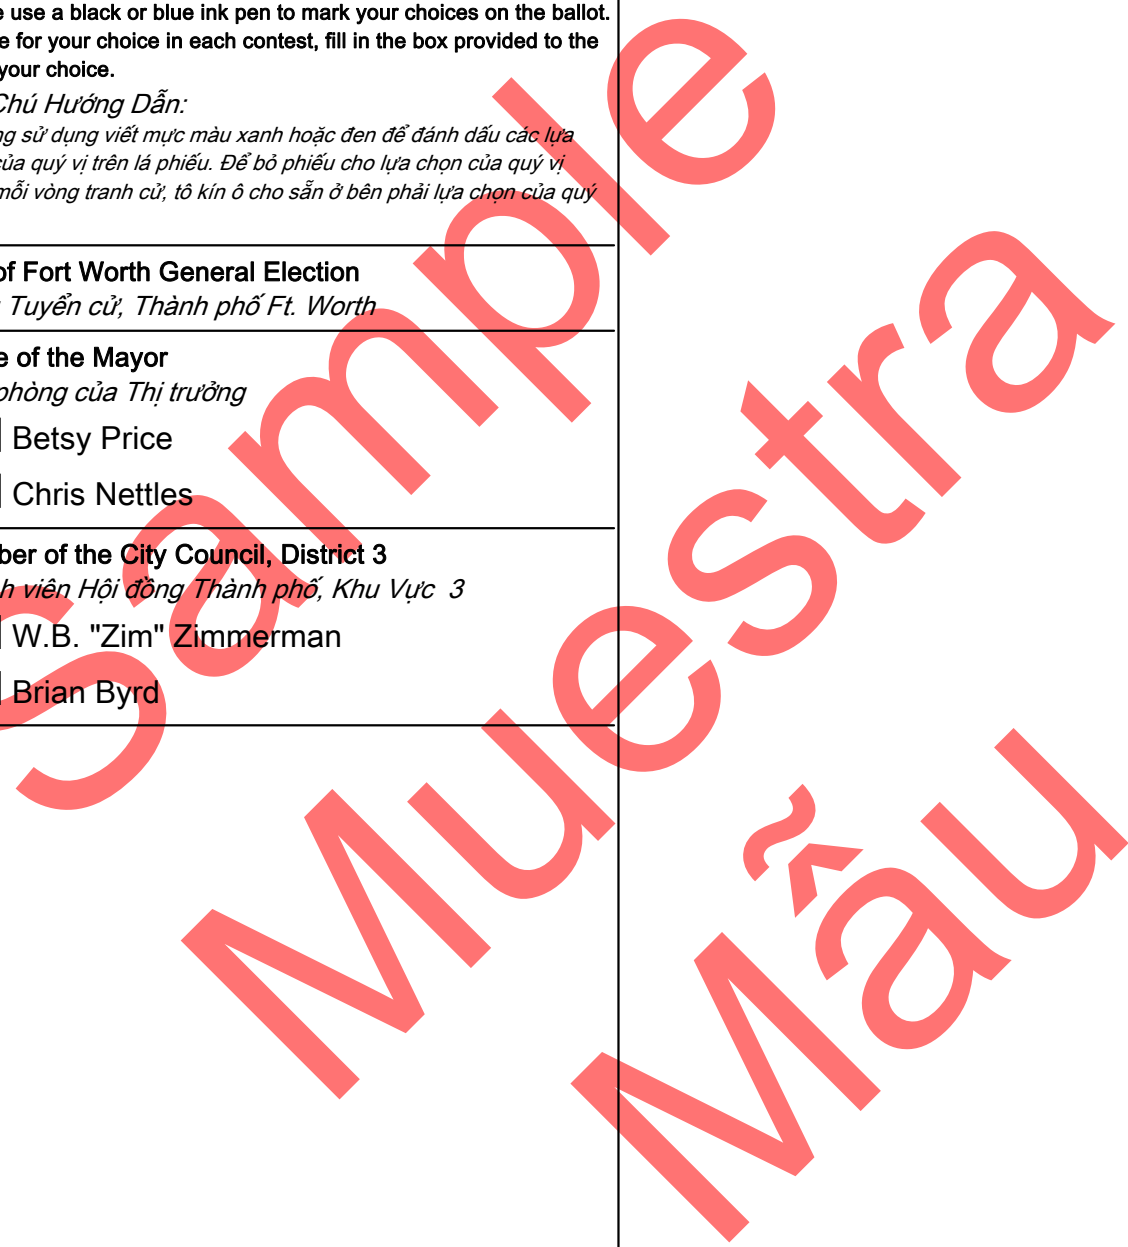 use a black or blue ink pen to mark your choices on the ballot.
for your choice in each contest, fill in the box provided to the
your choice.
Chú Hướng Dẫn:
sử dụng viết mực màu xanh hoặc đen để đánh dấu các lựa
của quý vị trên lá phiếu. Để bỏ phiếu cho lựa chọn của quý vị
mỗi vòng tranh cử, tô kín ô cho sẵn ở bên phải lựa chọn của quý
of Fort Worth General Election
Tuyển cử, Thành phố Ft. Worth
of the Mayor
phòng của Thị trưởng
Betsy Price
Chris Nettles
of the City Council, District 3
viên Hội đồng Thành phố, Khu Vực 3
W.B. "Zim" Zimmerman
Brian Byrd
Sample
Muestra
Mẫu